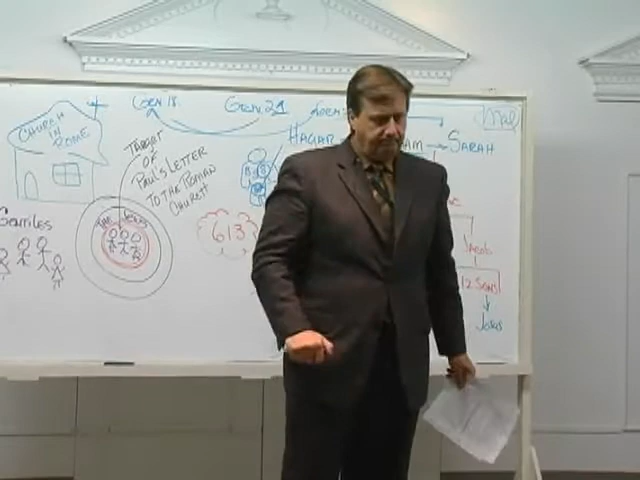 CHURCH
IN
ROME
GEN 18
GEN 21
HAGAR
SARAH
TARGET
OF
PAUL'S LETTER
TO THE ROMAN
CHURCH
THE JEWS
613
Gentiles
Jacob
12 Sons